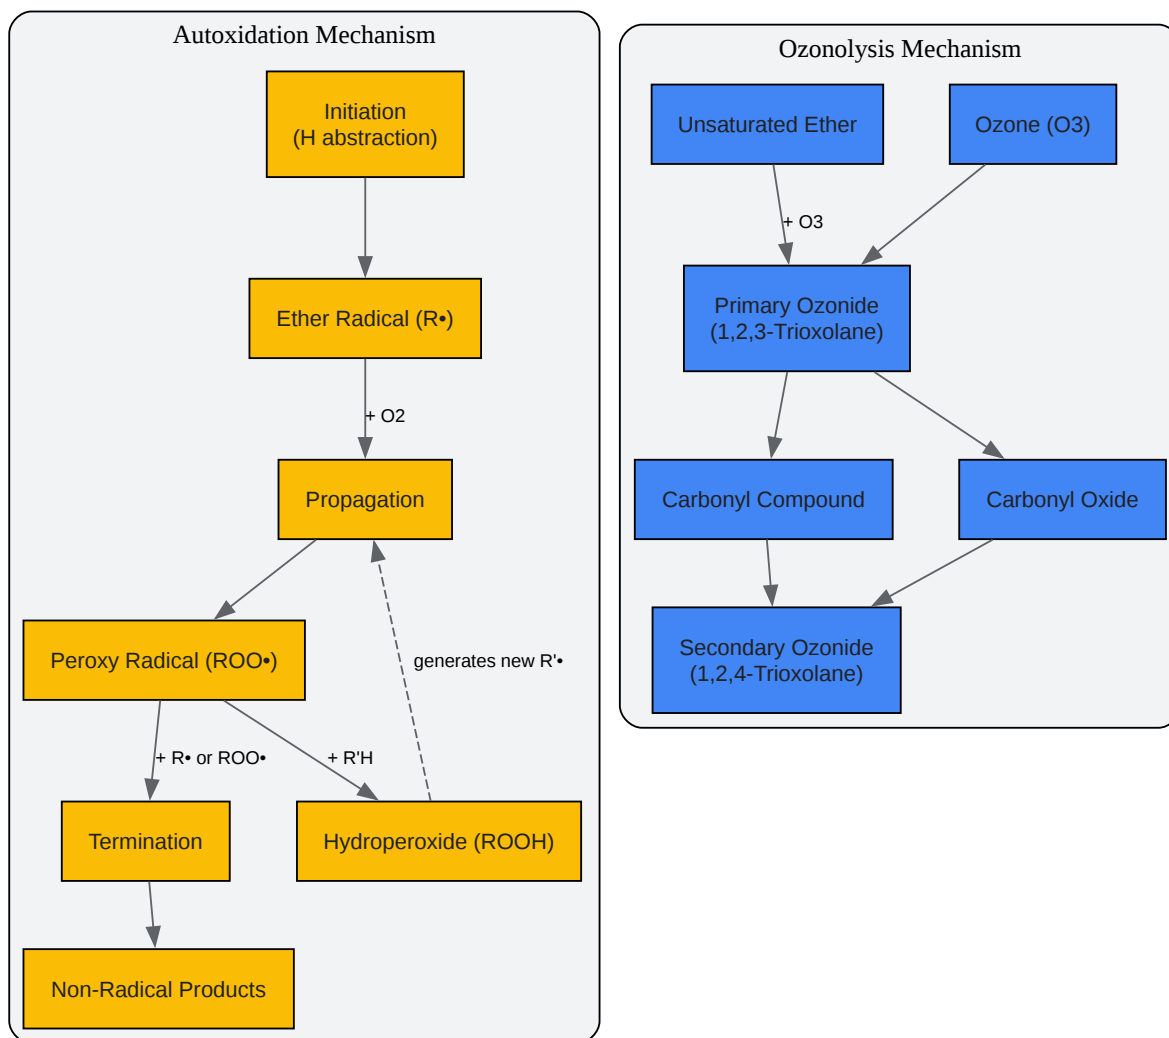 Autoxidation Mechanism
Initiation
(H abstraction)
Ether Radical (R•)
+ O2
Propagation
Peroxy Radical (ROO•)
generates new R'•
+ R• or ROO•
+ R'H
Termination
Hydroperoxide (ROOH)
Non-Radical Products
Ozonolysis Mechanism
Unsaturated Ether
Ozone (O3)
+ O3
Primary Ozonide
(1,2,3-Trioxolane)
Carbonyl Compound
Carbonyl Oxide
Secondary Ozonide
(1,2,4-Trioxolane)